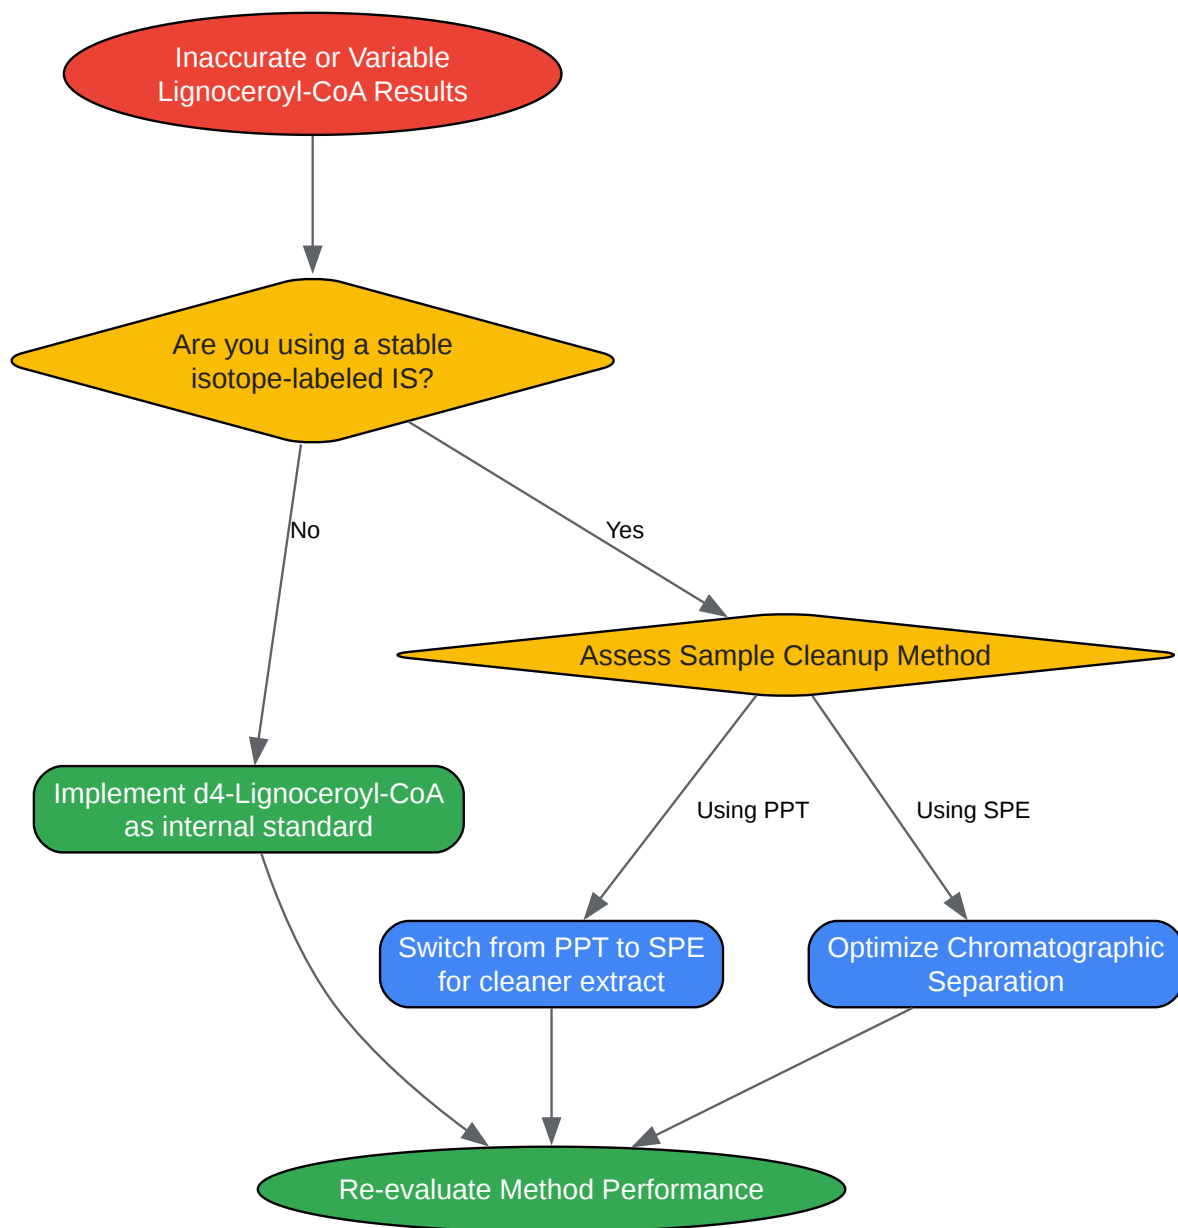 Inaccurate or Variable
Lignoceroyl-CoA Results
Are you using a stable
isotope-labeled IS?
No
Yes
Assess Sample Cleanup Method
Implement d4-Lignoceroyl-CoA
as internal standard
Using PPT
Using SPE
Switch from PPT to SPE
for cleaner extract
Optimize Chromatographic
Separation
Re-evaluate Method Performance